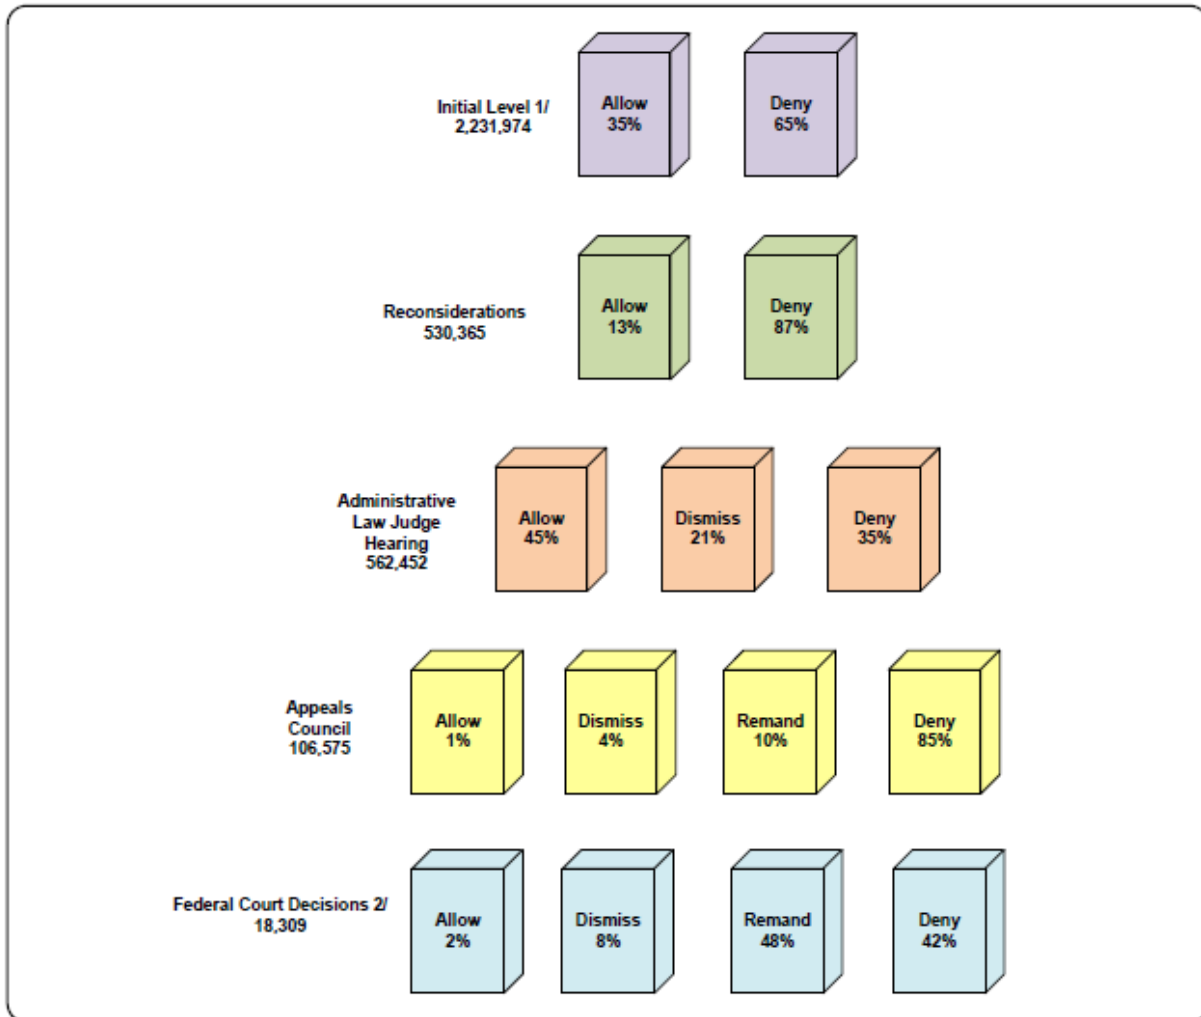 Initial Level 1/
2,231,974
Allow
35%
Deny
65%
Reconsiderations
530,365
Allow
13%
Deny
87%
Administrative
Law Judge
Hearing
562,452
Allow
45%
Dismiss
21%
Deny
35%
Appeals
Council
106,575
Allow
1%
Dismiss
4%
Remand
10%
Deny
85%
Federal Court Decisions 2/
18,309
Allow
2%
Dismiss
8%
Remand
48%
Deny
42%